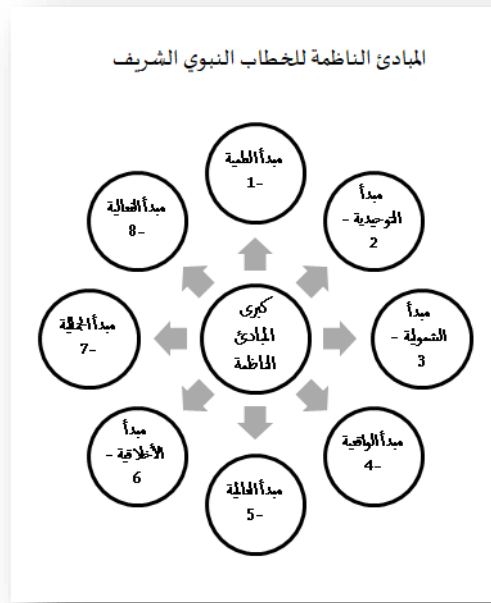 المبادئ الناظمة للخطاب النبوي الشريف
مبدأ العلمية
1-
مبدأ
التوحيدية -
2
مبدأ
الشمولية -
3
مبدأ الواقعية
4-
مبدأ العالمية
5-
مبدأ
الأخلاقية -
6
مبدأ الجمالية
7-
مبدأ الفعالية
8-
كبرى
المبادئ
الناظمة